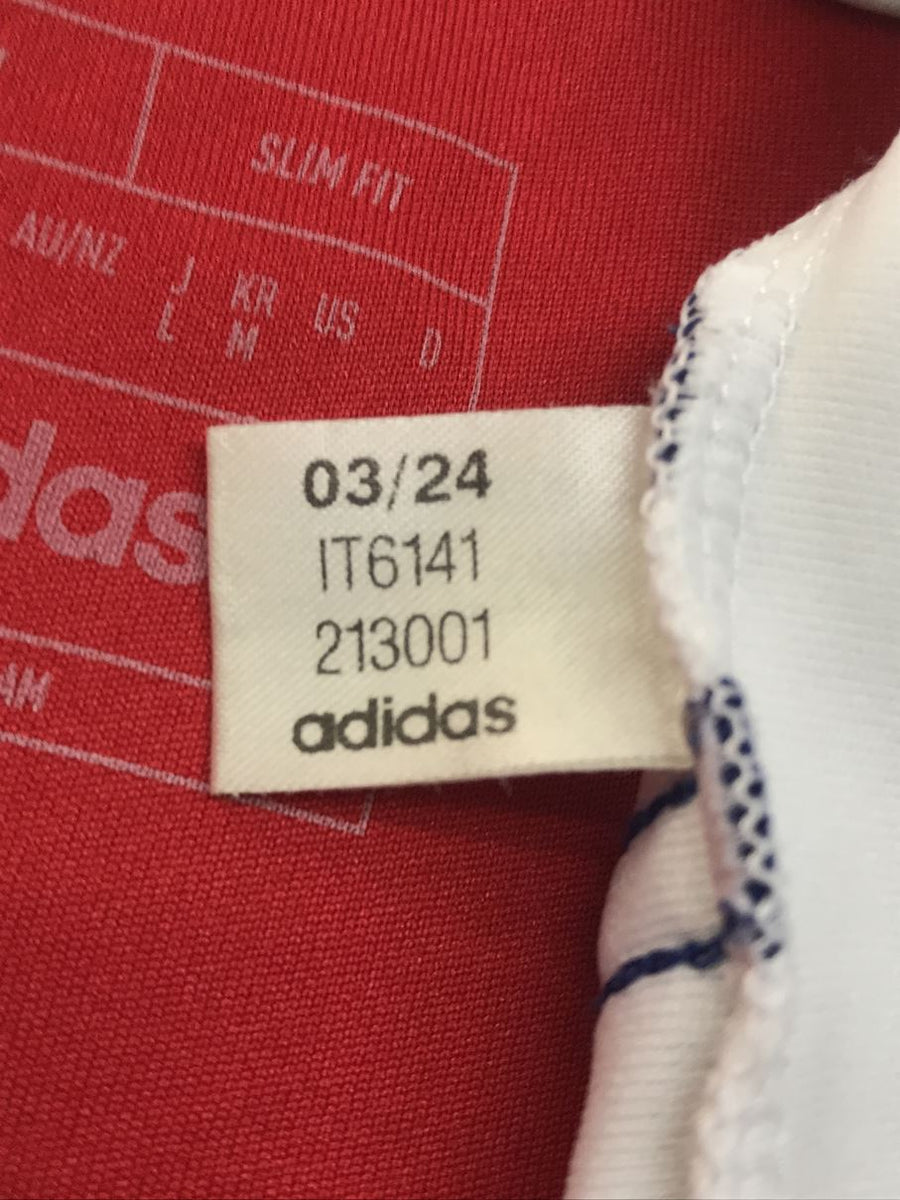 SLIM FIT
AU/NZ J KR US D
L M
das
03/24
IT6141
213001
adidas
AM